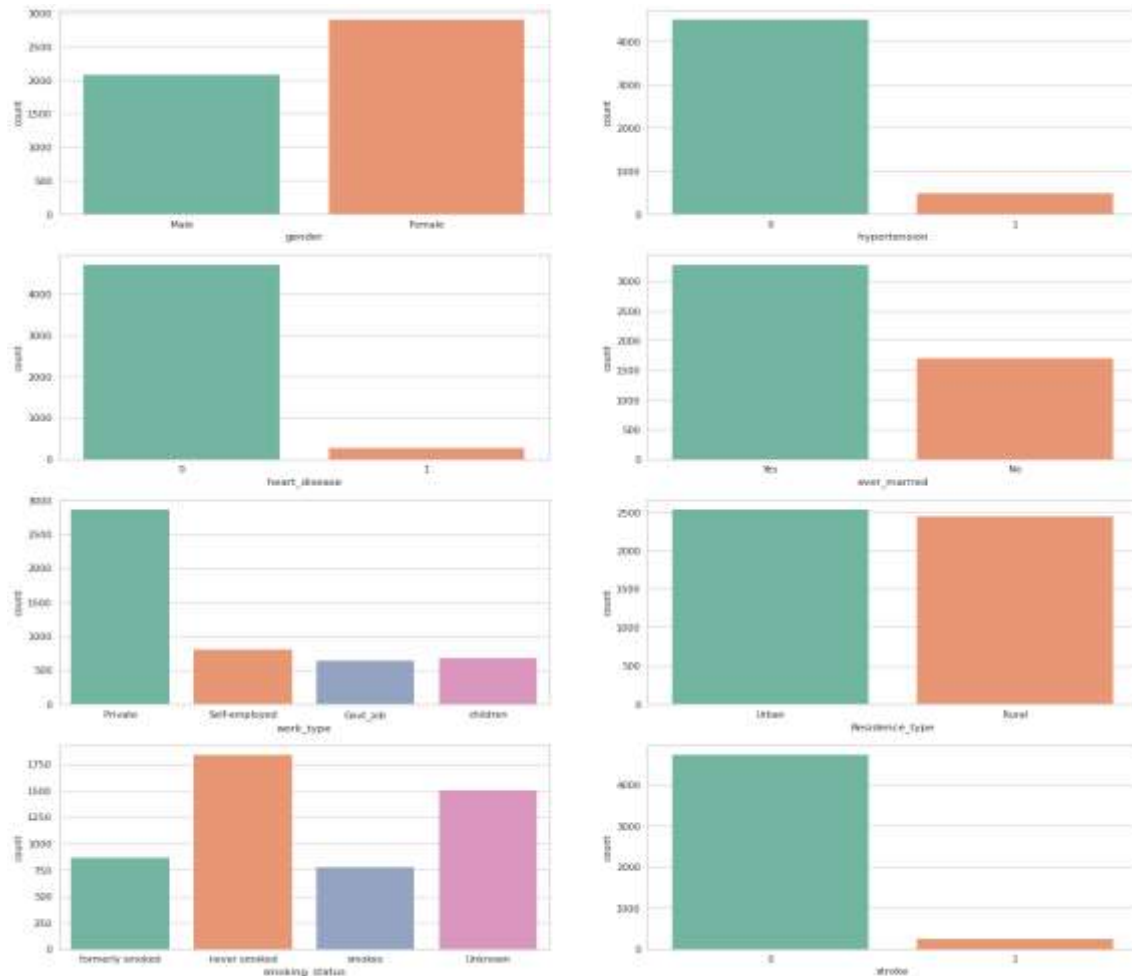 3000
2500
2000
1500
1000
500
0
count
Male
Female
gender
4000
3000
2000
1000
0
count
0
1
hypertension
4000
3000
2000
1000
0
count
0
1
heart_disease
3000
2500
2000
1500
1000
500
0
count
Yes
No
ever_married
3000
2500
2000
1500
1000
500
0
count
Private
Self-employed
Govt_job
children
work_type
2500
2000
1500
1000
500
0
count
Urban
Rural
Residence_type
1750
1500
1250
1000
750
500
250
0
count
formerly smoked
never smoked
smokes
Unknown
smoking_status
4000
3000
2000
1000
0
count
0
1
stroke